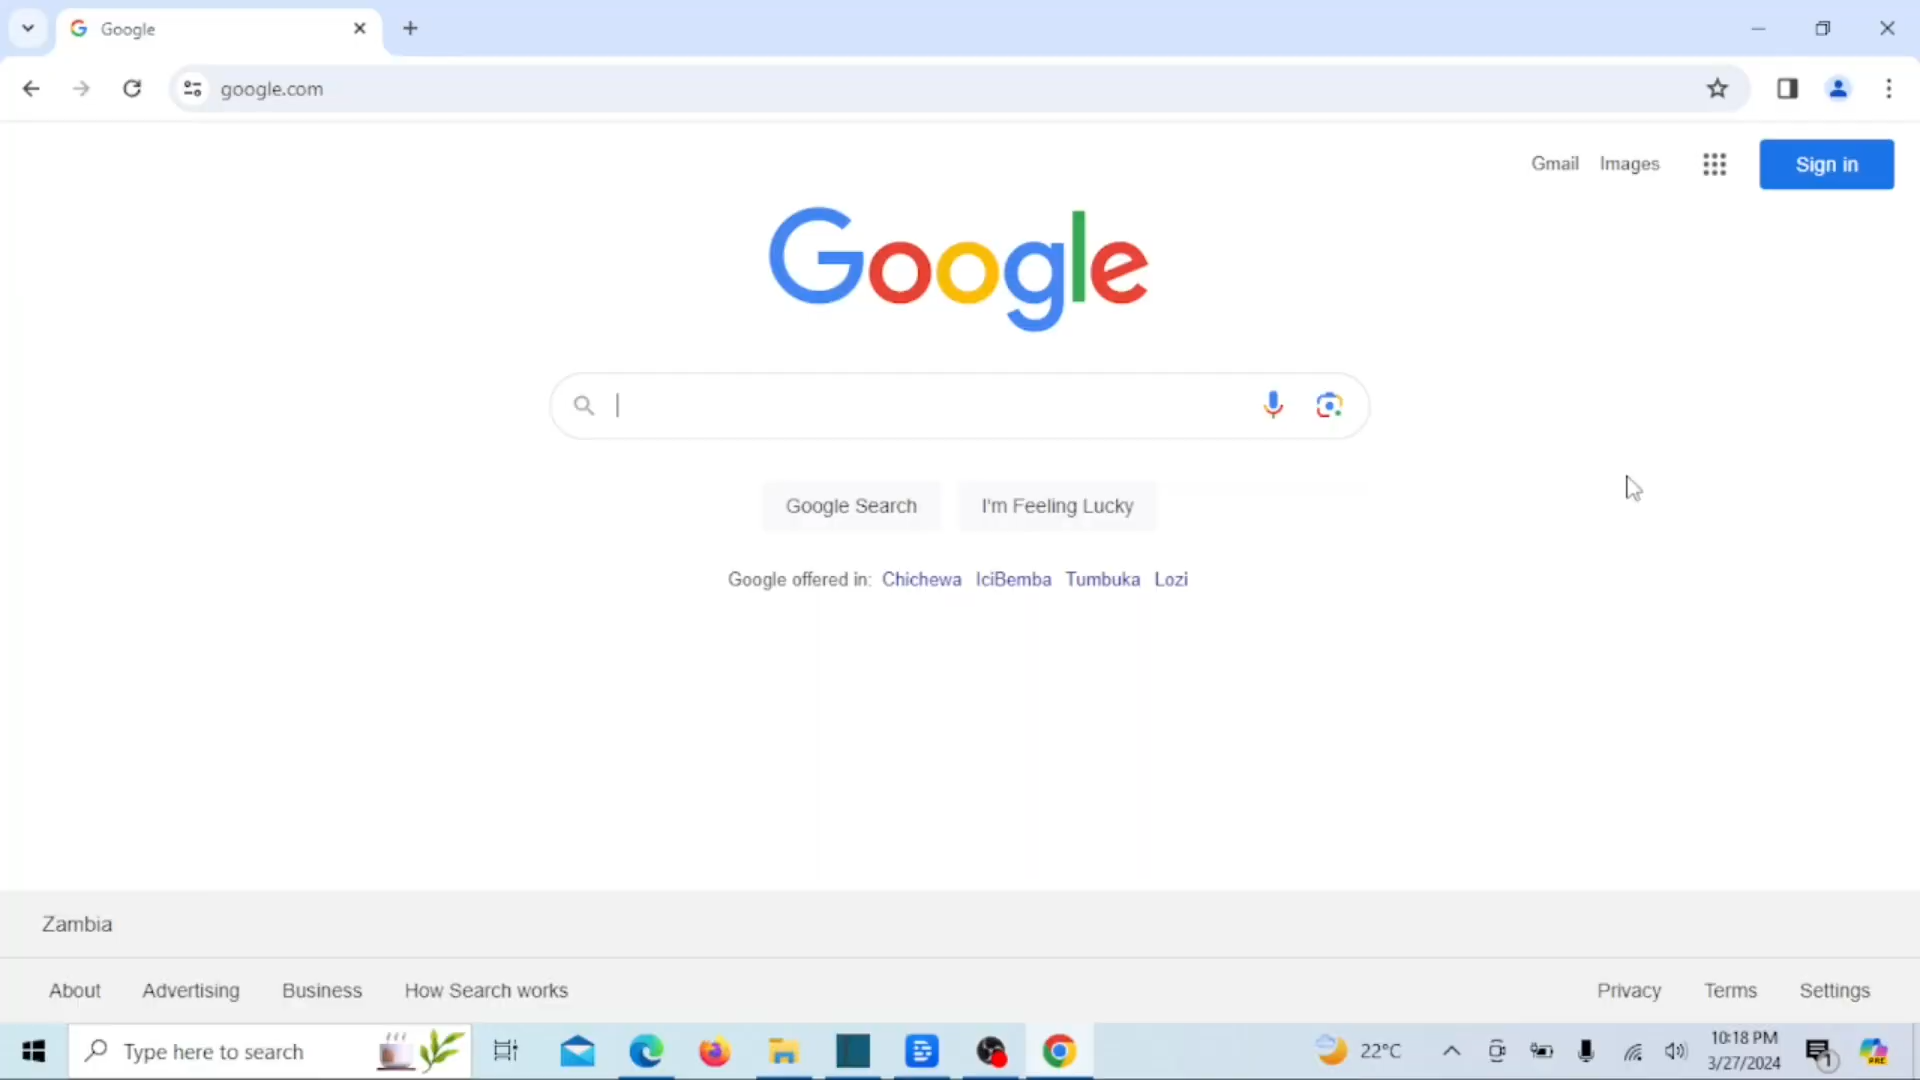 Google
google.com
Gmail Images Sign in
Google
Google Search I'm Feeling Lucky
Google offered in: Chichewa IciBemba Tumbuka Lozi
Zambia
About Advertising Business How Search works Privacy Terms Settings
Type here to search 22°C 10:18 PM
3/27/2024
1
PRE